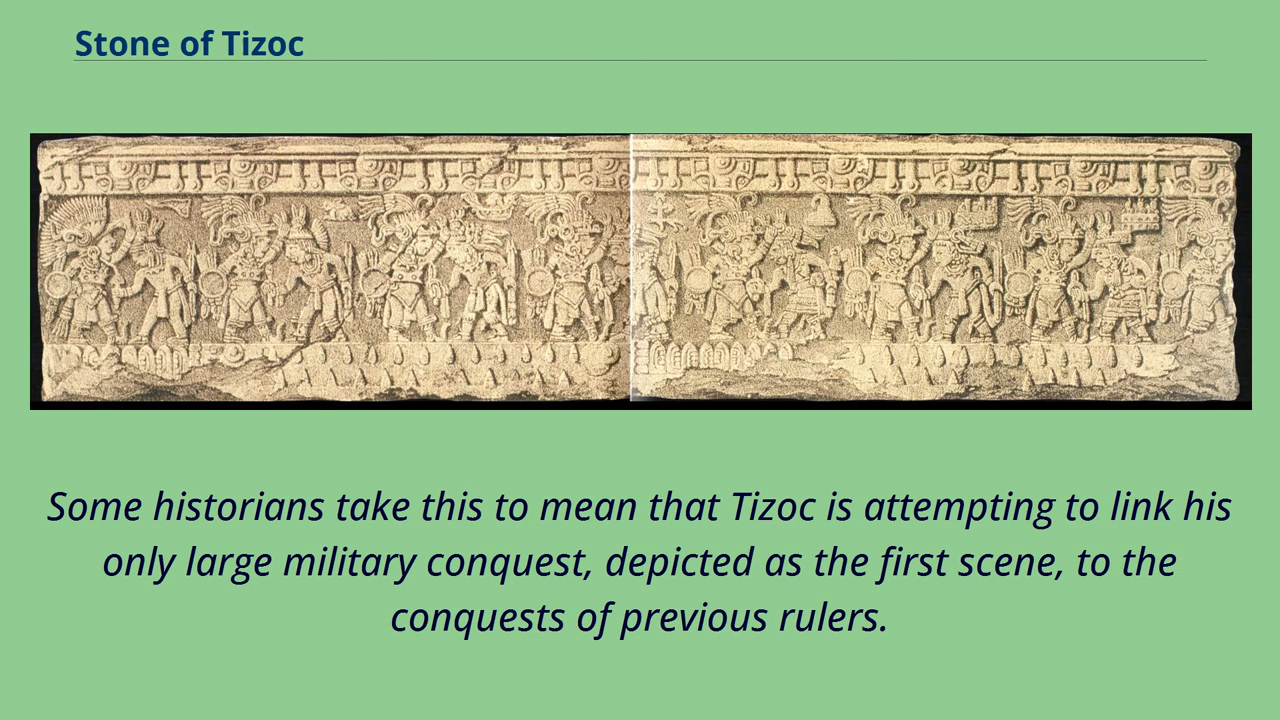 Stone of Tizoc
Some historians take this to mean that Tizoc is attempting to link his
only large military conquest, depicted as the first scene, to the
conquests of previous rulers.